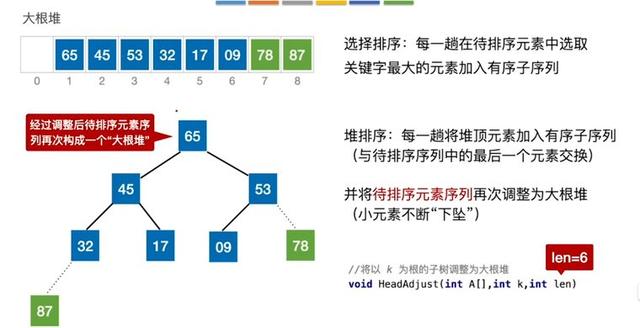 大根堆
65 45 53 32 17 09 78 87
0 1 2 3 4 5 6 7 8
选择排序：每一趟在待排序元素中选取
关键字最大的元素加入有序子序列
经过调整后待排序元素序
列再次构成一个“大根堆”
65
45 53
32 17 09 78
87
堆排序：每一趟将堆顶元素加入有序子序列
（与待排序序列中的最后一个元素交换）
并将待排序元素序列再次调整为大根堆
（小元素不断“下坠”）
len=6
//将以 k 为根的子树调整为大根堆
void HeadAdjust(int A[],int k,int len)